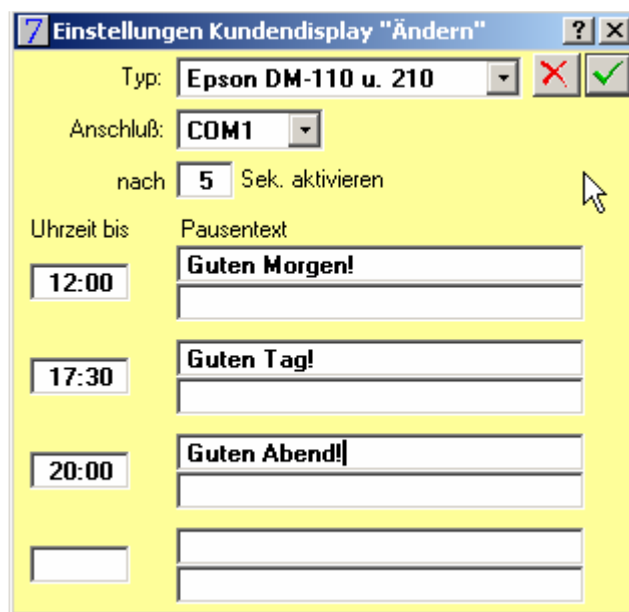 7 Einstellungen Kundendisplay "Ändern" ?
Typ: Epson DM-110 u. 210
Anschluß: COM1
nach 5 Sek. aktivieren
Uhrzeit bis Pausentext
12:00 Guten Morgen!
17:30 Guten Tag!
20:00 Guten Abend!